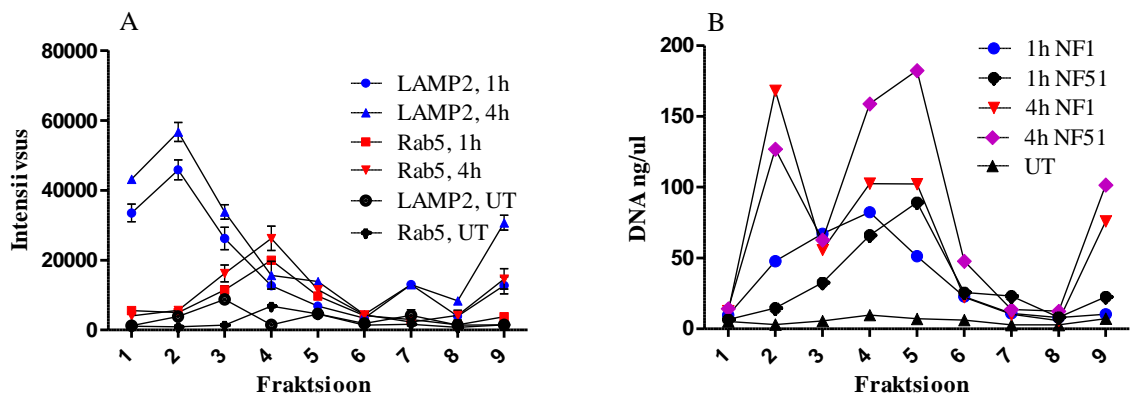 A
80000
60000
40000
20000
0
Intensiivsus
1
2
3
4
5
6
7
8
9
Fraktsioon
LAMP2, 1h
LAMP2, 4h
Rab5, 1h
Rab5, 4h
LAMP2, UT
Rab5, UT
B
200
150
100
50
0
DNA ng/ul
1
2
3
4
5
6
7
8
9
Fraktsioon
1h NF1
1h NF51
4h NF1
4h NF51
UT